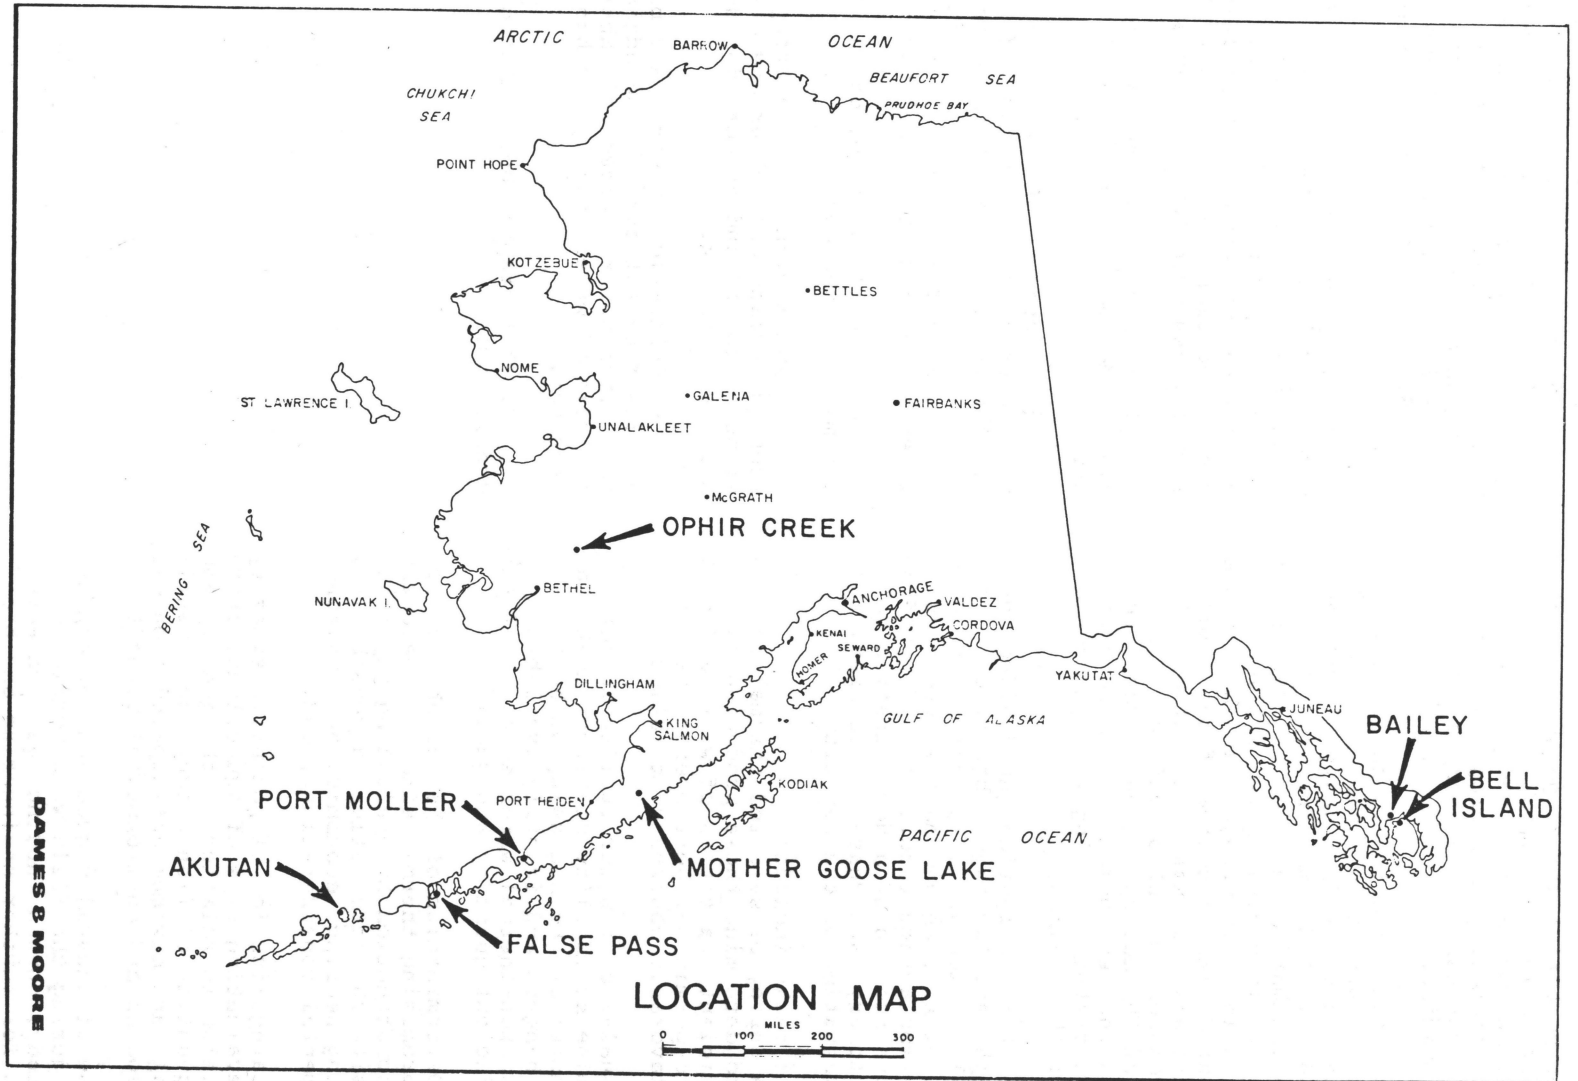 ARCTIC OCEAN
BARROW
BEAUFORT SEA
CHUKCHI
SEA
PRUDHOE BAY
POINT HOPE
KOTZEBUE
BETTLES
NOME
GALENA
ST LAWRENCE I.
FAIRBANKS
UNALAKLEET
McGRATH
OPHIR CREEK
BERING SEA
NUNAVAK I.
BETHEL
ANCHORAGE
VALDEZ
CORDOVA
KENAI
SEWARD
HOMER
YAKUTAT
DILLINGHAM
KING
SALMON
GULF OF ALASKA
JUNEAU
BAILEY
BELL
ISLAND
KODIAK
PORT HEIDEN
PORT MOLLER
PACIFIC OCEAN
AKUTAN
MOTHER GOOSE LAKE
FALSE PASS
DAMES & MOORE
LOCATION MAP
MILES
0 100 200 300